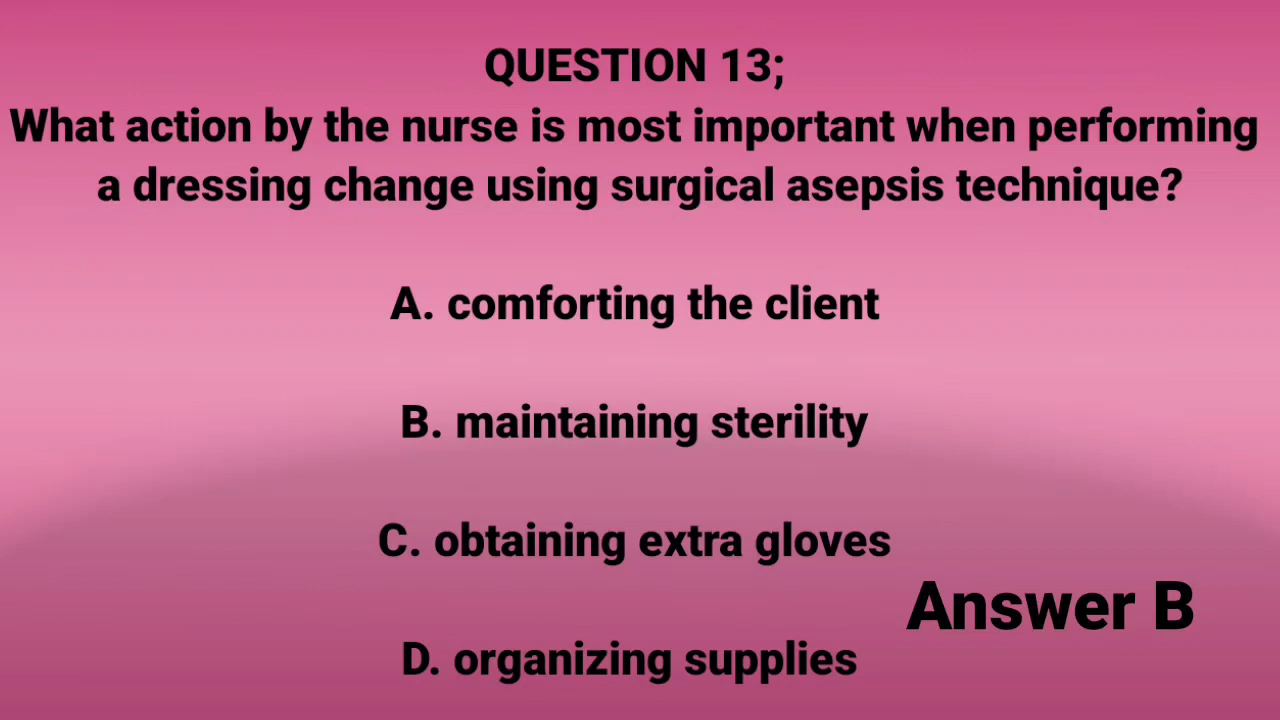 QUESTION 13;
What action by the nurse is most important when performing
a dressing change using surgical asepsis technique?
A. comforting the client
B. maintaining sterility
C. obtaining extra gloves
Answer B
D. organizing supplies